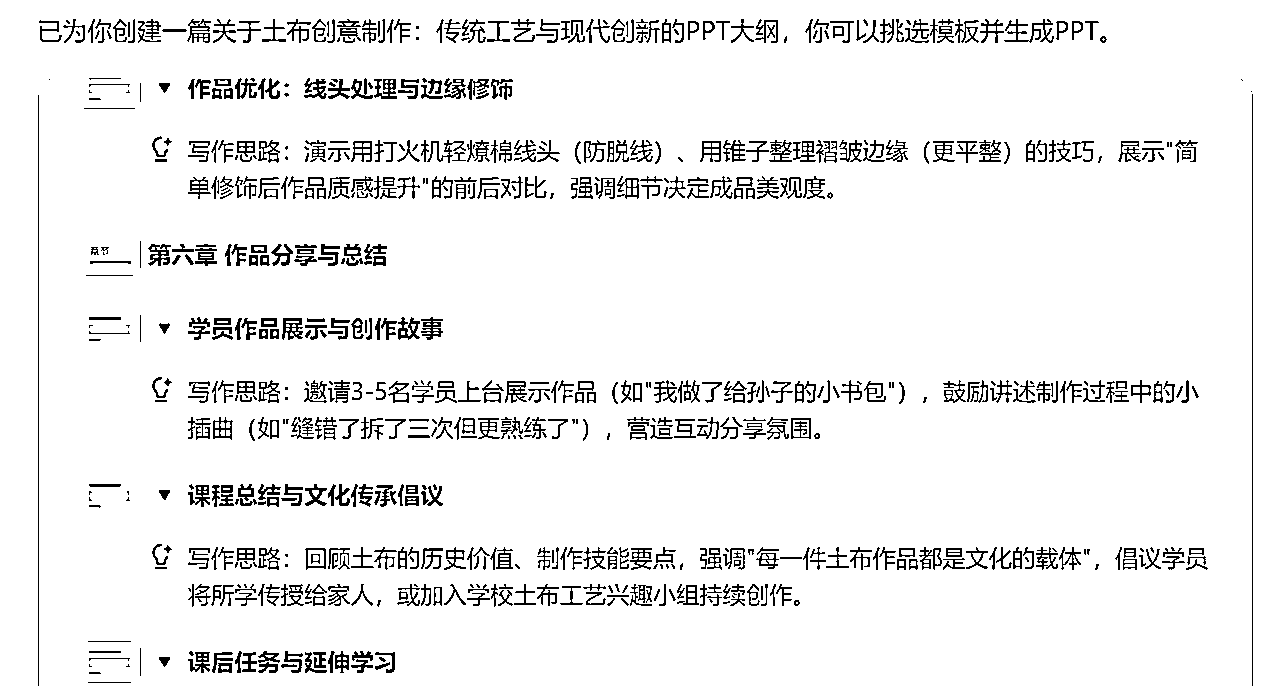 已为你创建一篇关于土布创意制作：传统工艺与现代创新的PPT大纲，你可以挑选模板并生成PPT。
作品优化：线头处理与边缘修饰
写作思路：演示用打火机轻燎棉线头（防脱线）、用锥子整理褶皱边缘（更平整）的技巧，展示"简
单修饰后作品质感提升"的前后对比，强调细节决定成品美观度。
章节
第六章 作品分享与总结
学员作品展示与创作故事
写作思路：邀请3-5名学员上台展示作品（如"我做了给孙子的小书包"），鼓励讲述制作过程中的小
插曲（如"缝错了拆了三次但更熟练了"），营造互动分享氛围。
课程总结与文化传承倡议
写作思路：回顾土布的历史价值、制作技能要点，强调"每一件土布作品都是文化的载体"，倡议学员
将所学传授给家人，或加入学校土布工艺兴趣小组持续创作。
课后任务与延伸学习